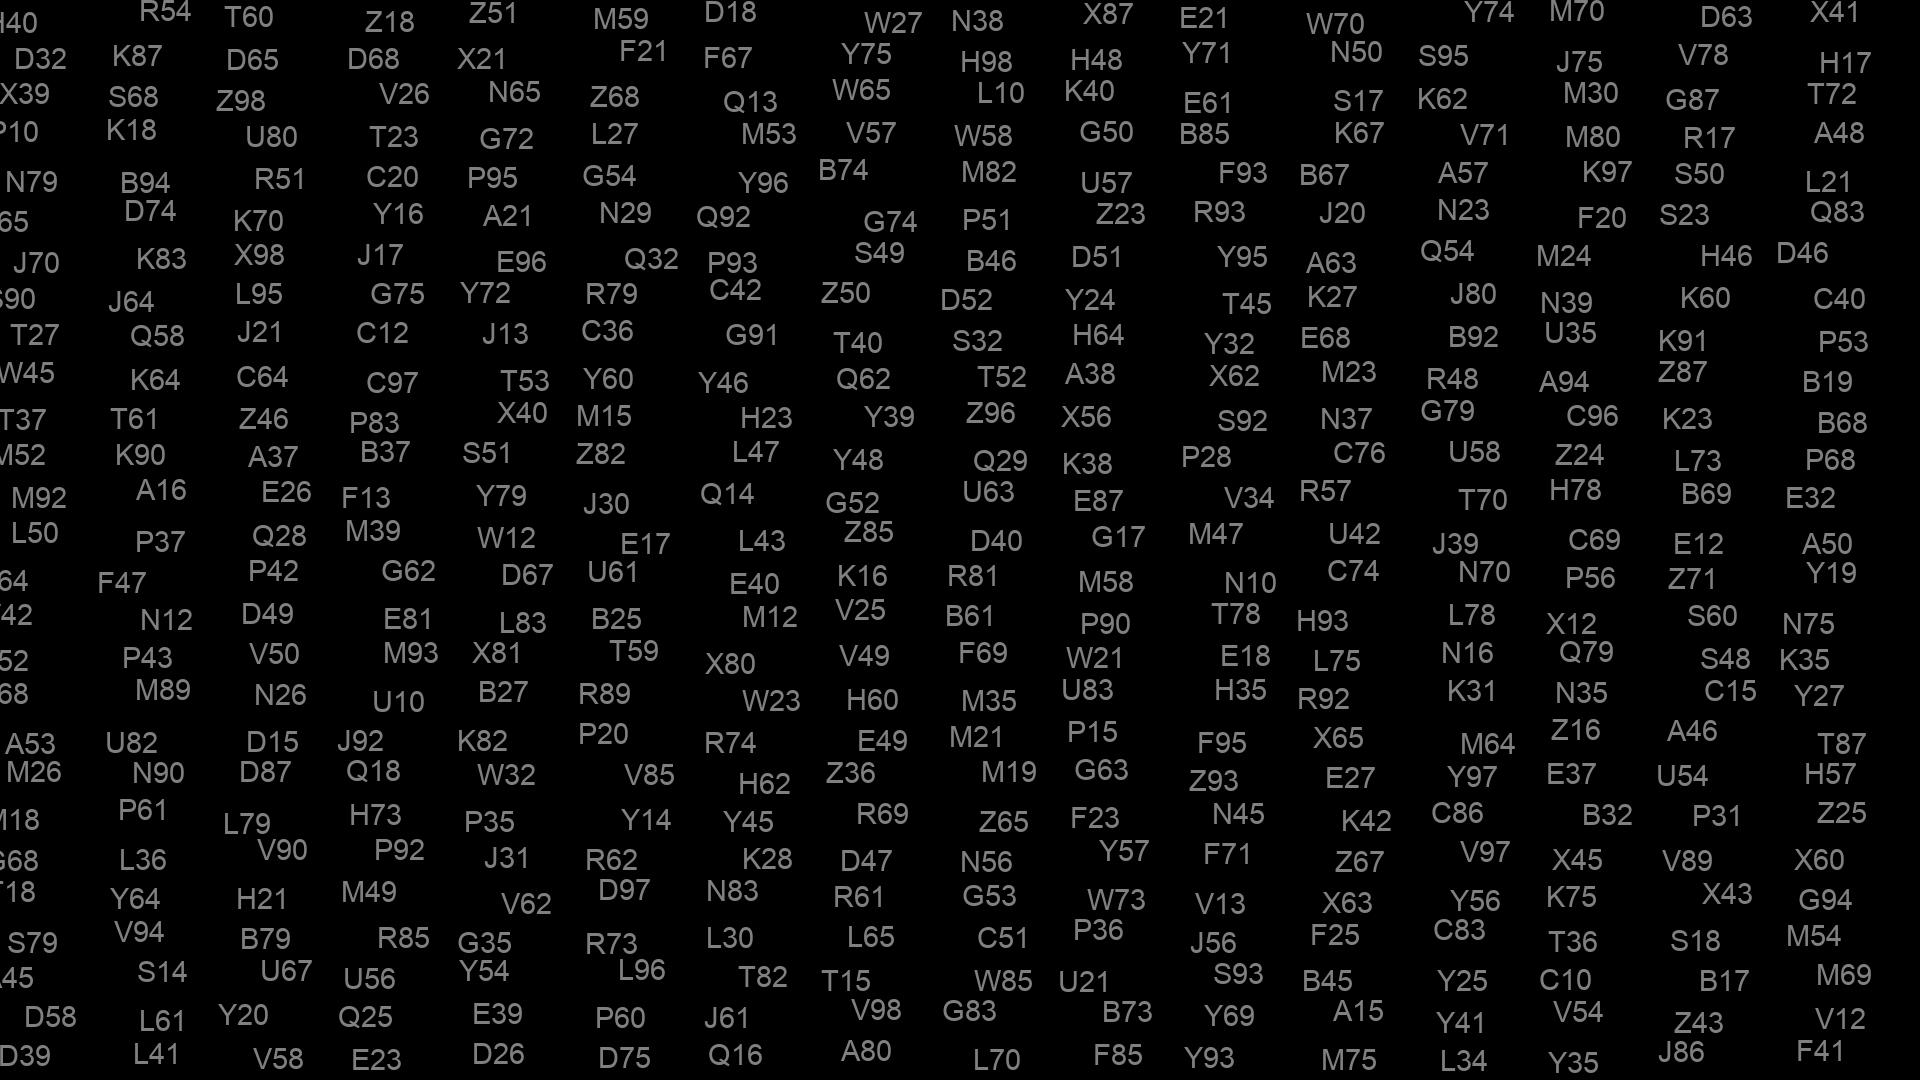 R54 T60 Z18 Z51 M59 D18 W27 N38 X87 E21 W70 Y74 M70 D63 X41
D32 K87 D65 D68 X21 F21 F67 Y75 H98 H48 Y71 N50 S95 J75 V78 H17
X39 S68 Z98 V26 N65 Z68 Q13 W65 L10 K40 E61 S17 K62 M30 G87 T72
P10 K18 U80 T23 G72 L27 M53 V57 W58 G50 B85 K67 V71 M80 R17 A48
N79 B94 R51 C20 P95 G54 Y96 B74 M82 U57 F93 B67 A57 K97 S50 L21
65 D74 K70 Y16 A21 N29 Q92 G74 P51 Z23 R93 J20 N23 F20 S23 Q83
J70 K83 X98 J17 E96 Q32 P93 S49 B46 D51 Y95 A63 Q54 M24 H46 D46
S90 J64 L95 G75 Y72 R79 C42 Z50 D52 Y24 T45 K27 J80 N39 K60 C40
T27 Q58 J21 C12 J13 C36 G91 T40 S32 H64 Y32 E68 B92 U35 K91 P53
W45 K64 C64 C97 T53 Y60 Y46 Q62 T52 A38 X62 M23 R48 A94 Z87 B19
T37 T61 Z46 P83 X40 M15 H23 Y39 Z96 X56 S92 N37 G79 C96 K23 B68
M52 K90 A37 B37 S51 Z82 L47 Y48 Q29 K38 P28 C76 U58 Z24 L73 P68
M92 A16 E26 F13 Y79 J30 Q14 G52 U63 E87 V34 R57 T70 H78 B69 E32
L50 P37 Q28 M39 W12 E17 L43 Z85 D40 G17 M47 U42 J39 C69 E12 A50
64 F47 P42 G62 D67 U61 E40 K16 R81 M58 N10 C74 N70 P56 Z71 Y19
42 N12 D49 E81 L83 B25 M12 V25 B61 P90 T78 H93 L78 X12 S60 N75
52 P43 V50 M93 X81 T59 X80 V49 F69 W21 E18 L75 N16 Q79 S48 K35
68 M89 N26 U10 B27 R89 W23 H60 M35 U83 H35 R92 K31 N35 C15 Y27
A53 U82 D15 J92 K82 P20 R74 E49 M21 P15 F95 X65 M64 Z16 A46 T87
M26 N90 D87 Q18 W32 V85 H62 Z36 M19 G63 Z93 E27 Y97 E37 U54 H57
M18 P61 L79 H73 P35 Y14 Y45 R69 Z65 F23 N45 K42 C86 B32 P31 Z25
G68 L36 V90 P92 J31 R62 K28 D47 N56 Y57 F71 Z67 V97 X45 V89 X60
18 Y64 H21 M49 V62 D97 N83 R61 G53 W73 V13 X63 Y56 K75 X43 G94
S79 V94 B79 R85 G35 R73 L30 L65 C51 P36 J56 F25 C83 T36 S18 M54
45 S14 U67 U56 Y54 L96 T82 T15 W85 U21 S93 B45 Y25 C10 B17 M69
D58 L61 Y20 Q25 E39 P60 J61 V98 G83 B73 Y69 A15 Y41 V54 Z43 V12
D39 L41 V58 E23 D26 D75 Q16 A80 L70 F85 Y93 M75 L34 Y35 J86 F41